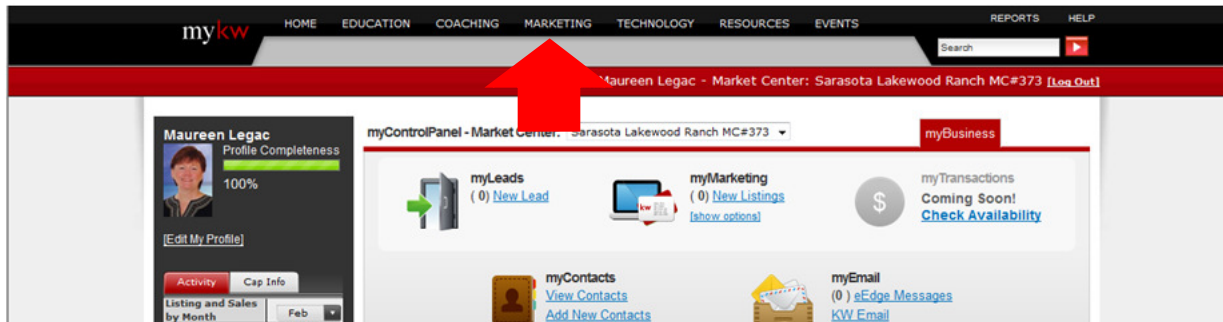 mykw
HOME EDUCATION COACHING MARKETING TECHNOLOGY RESOURCES EVENTS
REPORTS HELP
Search
Maureen Legac - Market Center: Sarasota Lakewood Ranch MC#373 [Log Out]
Maureen Legac
Profile Completeness
100%
[Edit My Profile]
Activity Cap Info
Listing and Sales
by Month
Feb
myControlPanel - Market Center: Sarasota Lakewood Ranch MC#373
myBusiness
myLeads
( 0) New Lead
myMarketing
( 0) New Listings
[show options]
kw
$
myTransactions
Coming Soon!
Check Availability
myContacts
View Contacts
Add New Contacts
myEmail
(0 ) eEdge Messages
KW Email